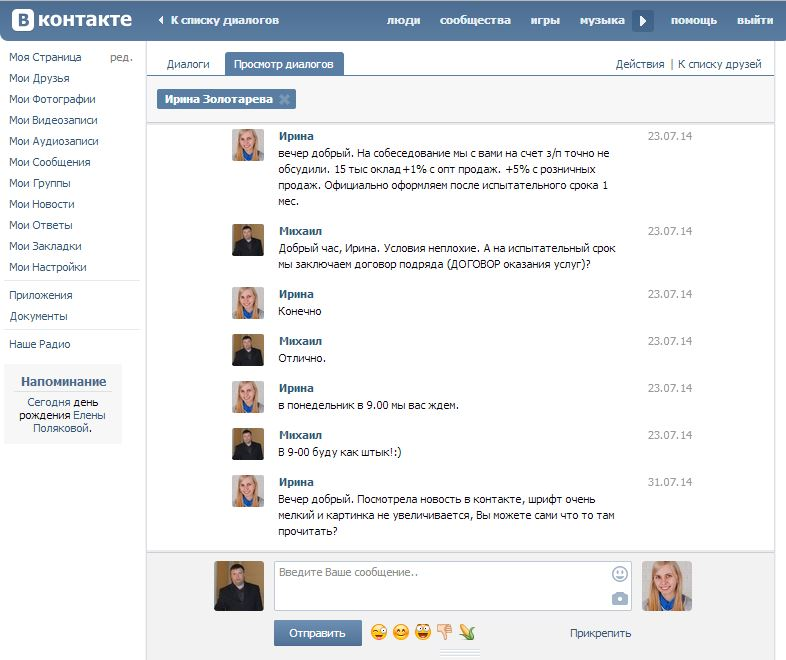 В контакте
К списку диалогов
люди сообщества игры музыка помощь выйти
Моя Страница ред.
Мои Друзья
Мои Фотографии
Мои Видеозаписи
Мои Аудиозаписи
Мои Сообщения
Мои Группы
Мои Новости
Мои Ответы
Мои Закладки
Мои Настройки
Приложения
Документы
Наше Радио
Напоминание
Сегодня день
рождения Елены
Поляковой.
Диалоги Просмотр диалогов Действия | К списку друзей
Ирина Золотарева
Ирина 23.07.14
вечер добрый. На собеседование мы с вами на счет з/п точно не
обсудили. 15 тыс оклад+1% с опт продаж. +5% с розничных
продаж. Официально оформляем после испытательного срока 1
мес.
Михаил 23.07.14
Добрый час, Ирина. Условия неплохие. А на испытательный срок
мы заключаем договор подряда (ДОГОВОР оказания услуг)?
Ирина 23.07.14
Конечно
Михаил 23.07.14
Отлично.
Ирина 23.07.14
в понедельник в 9.00 мы вас ждем.
Михаил 23.07.14
В 9-00 буду как штык!:)
Ирина 31.07.14
Вечер добрый. Посмотрела новость в контакте, шрифт очень
мелкий и картинка не увеличивается, Вы можете сами что то там
прочитать?
Введите Ваше сообщение..
Отправить Прикрепить